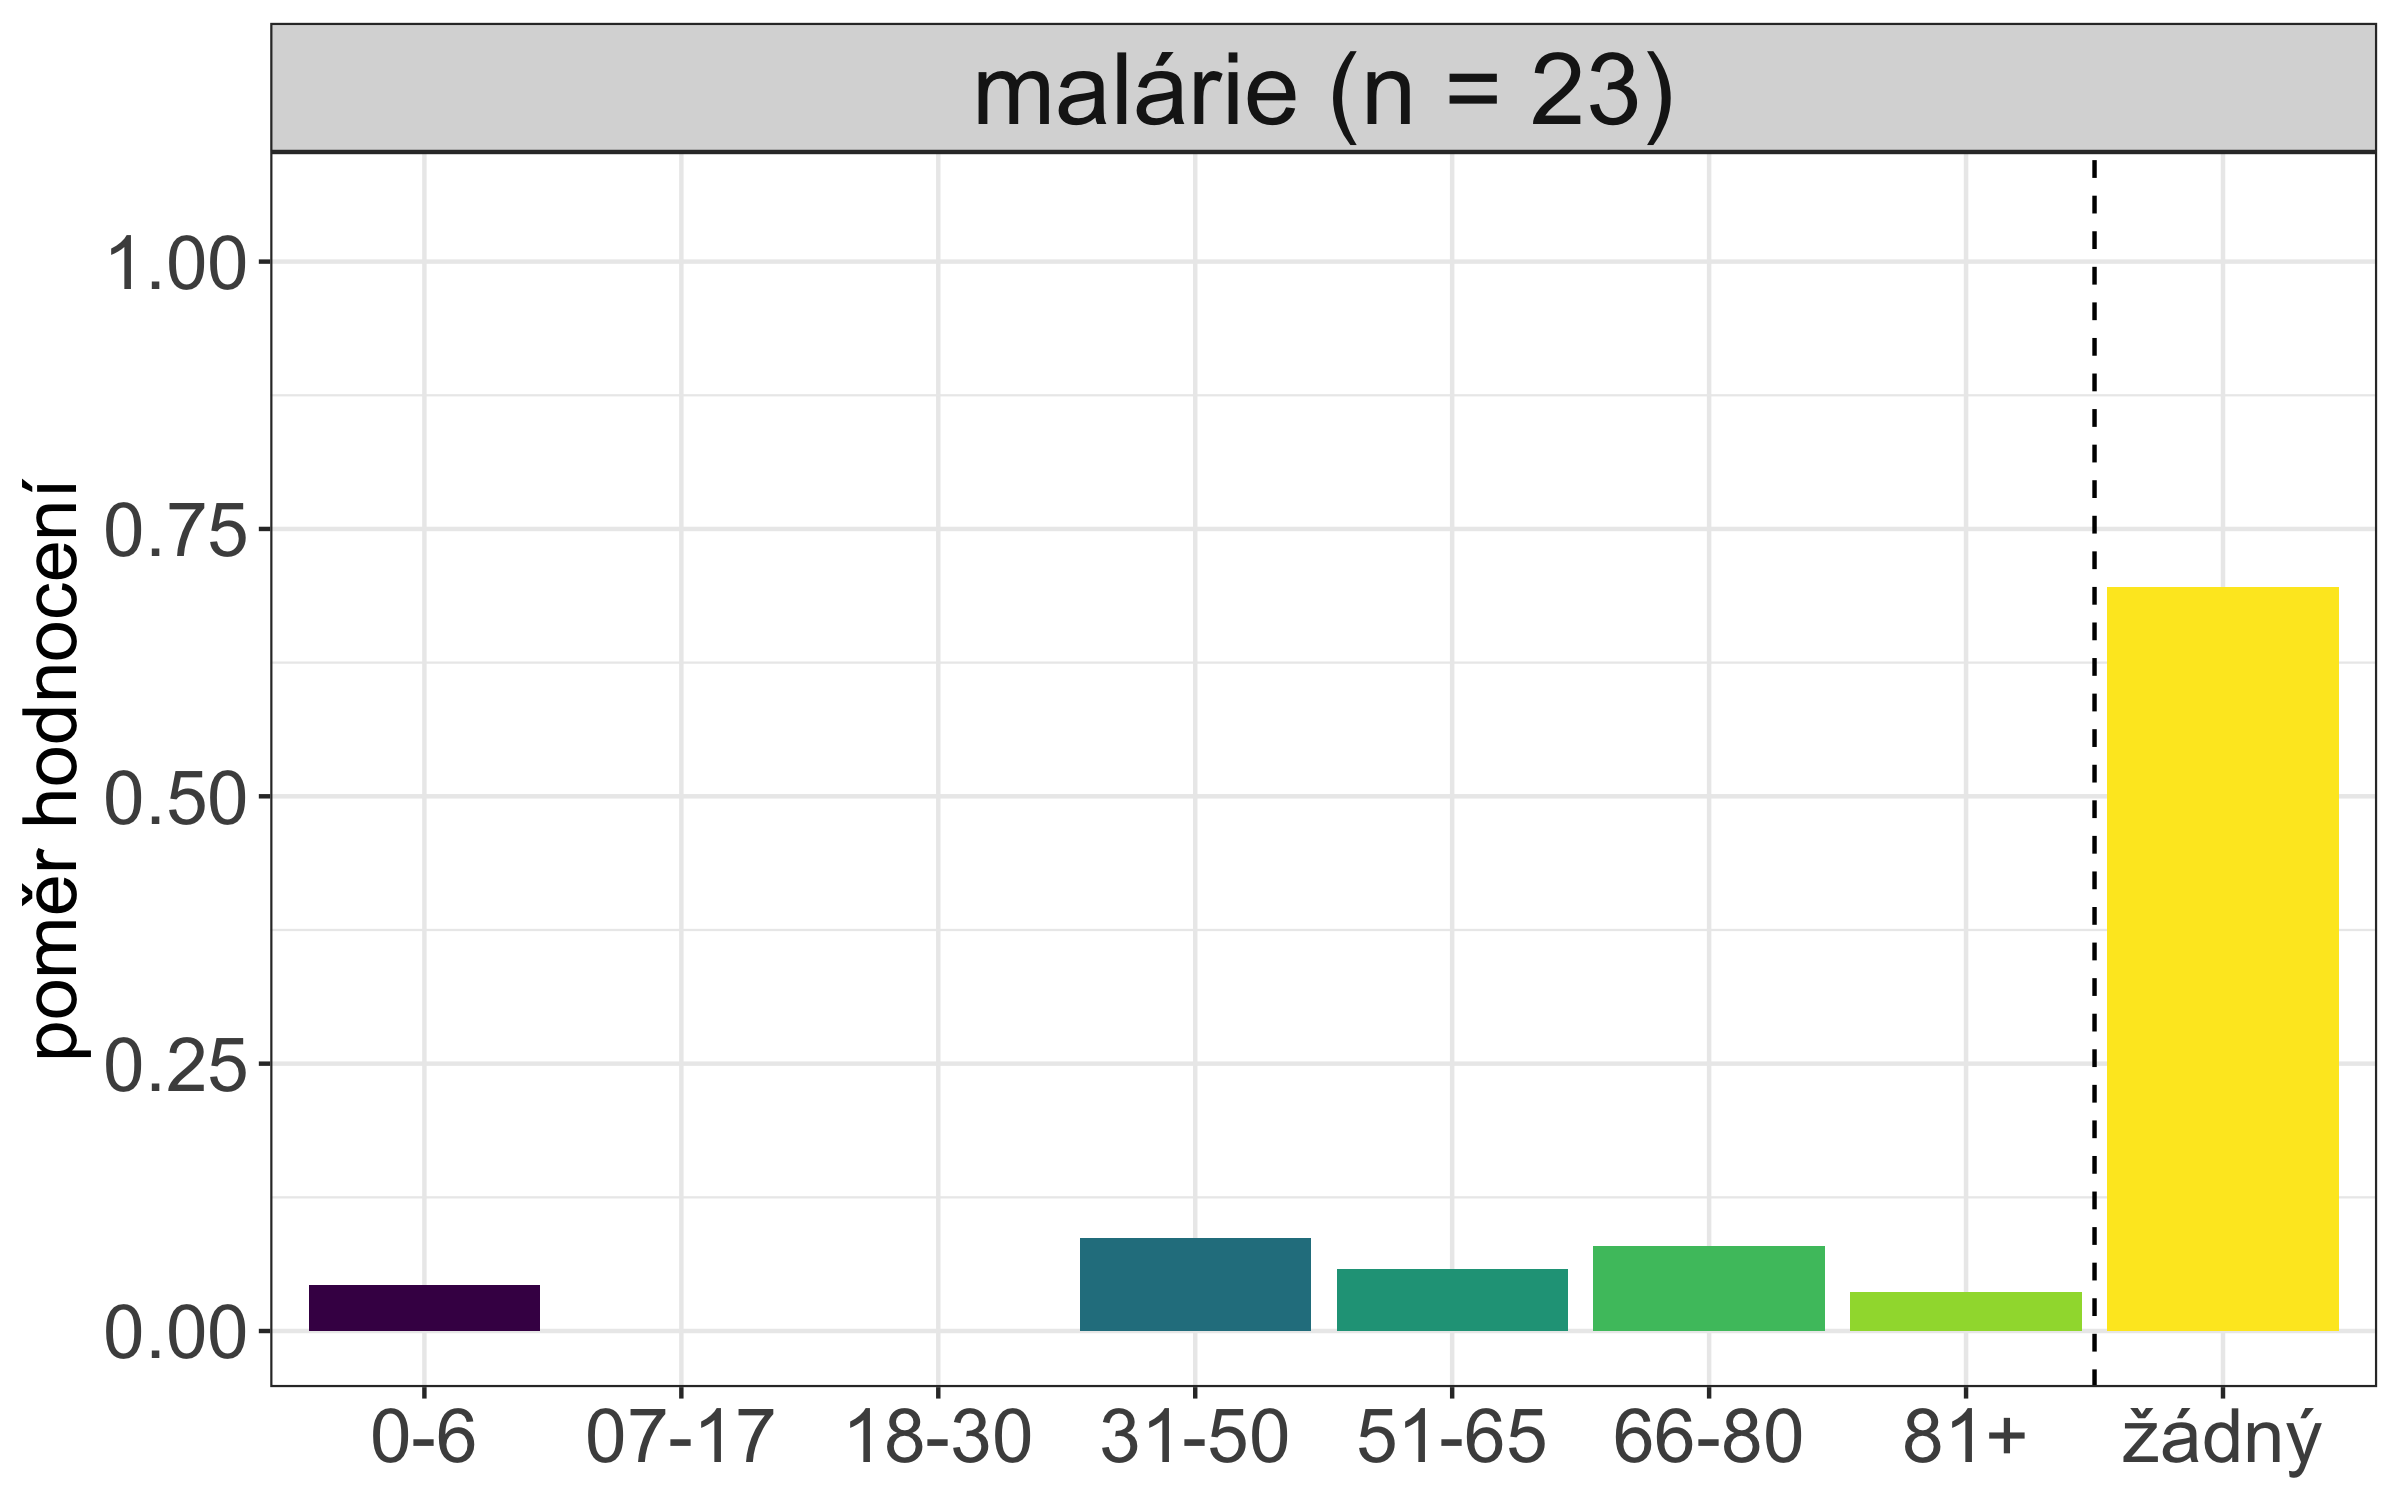 malárie (n = 23)
poměr hodnocení
1.00
0.75
0.50
0.25
0.00
0-6 07-17 18-30 31-50 51-65 66-80 81+ žádný